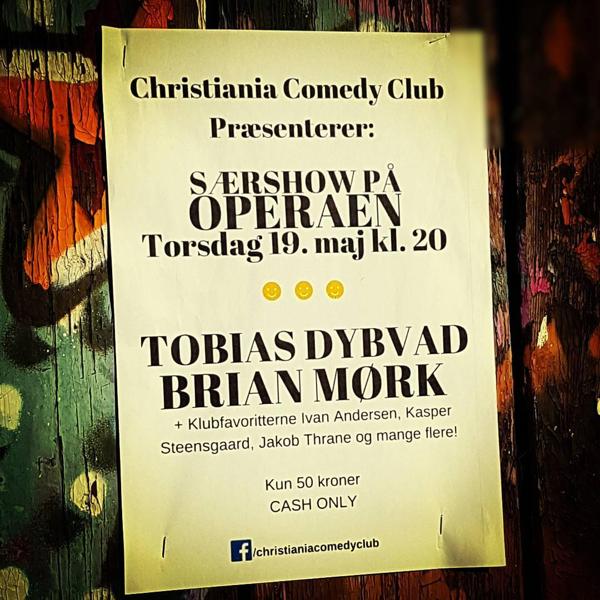 Christiania Comedy Club
Præsenterer:
SÆRSHOW PÅ
OPERAEN
Torsdag 19. maj kl. 20
TOBIAS DYBVAD
BRIAN MØRK
+ Klubfavoritterne Ivan Andersen, Kasper
Steensgaard, Jakob Thrane og mange flere!
Kun 50 kroner
CASH ONLY
f/christianiacomedyclub